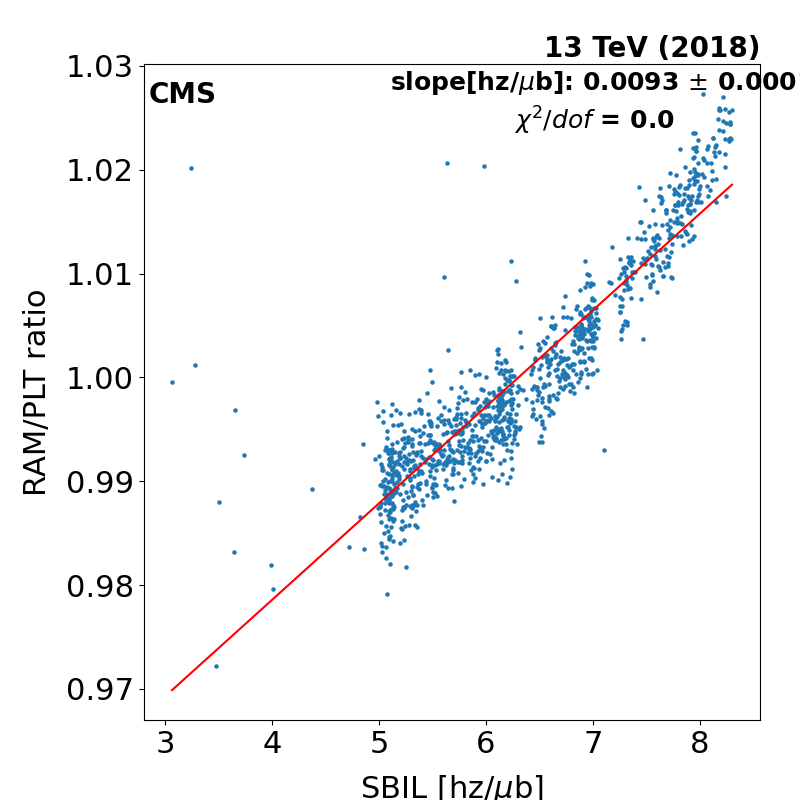 13 TeV (2018)
CMS
slope[hz/μb]: 0.0093 ± 0.000
χ²/dof = 0.0
RAM/PLT ratio
1.03
1.02
1.01
1.00
0.99
0.98
0.97
3 4 5 6 7 8
SBIL [hz/μb]